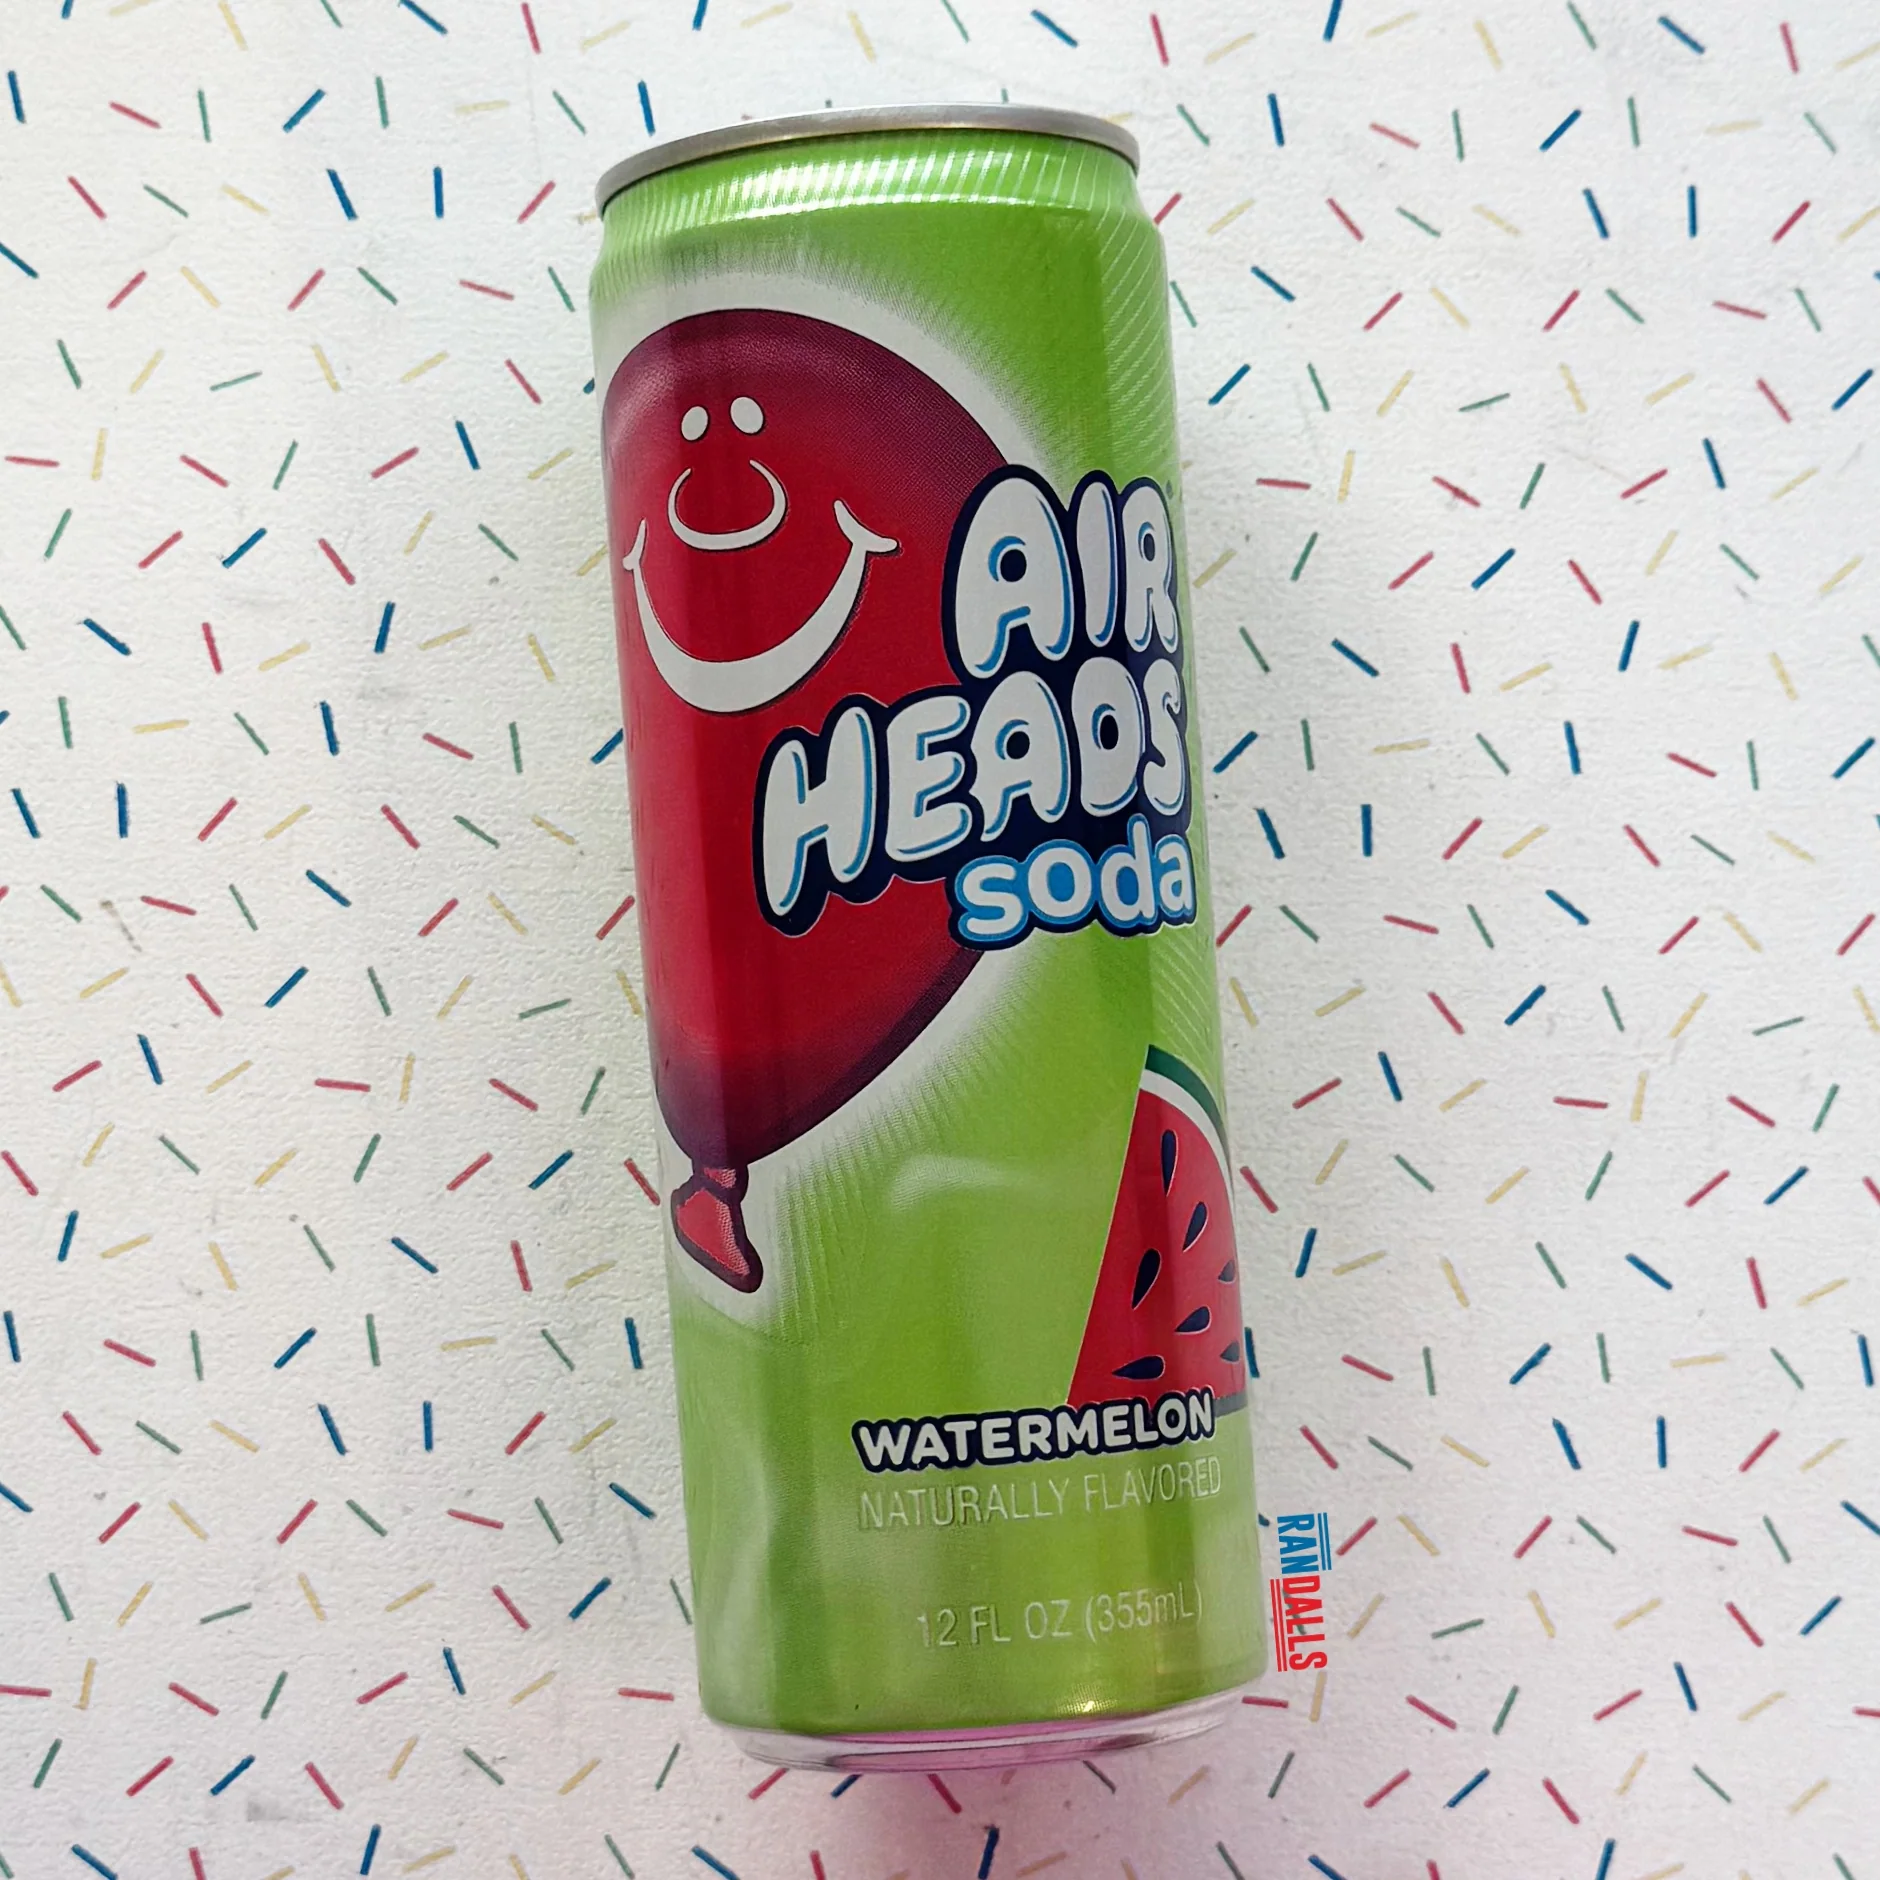 AIR
HEADS
soda
WATERMELON
NATURALLY FLAVORED
12 FL OZ (355mL)
RANDALLS